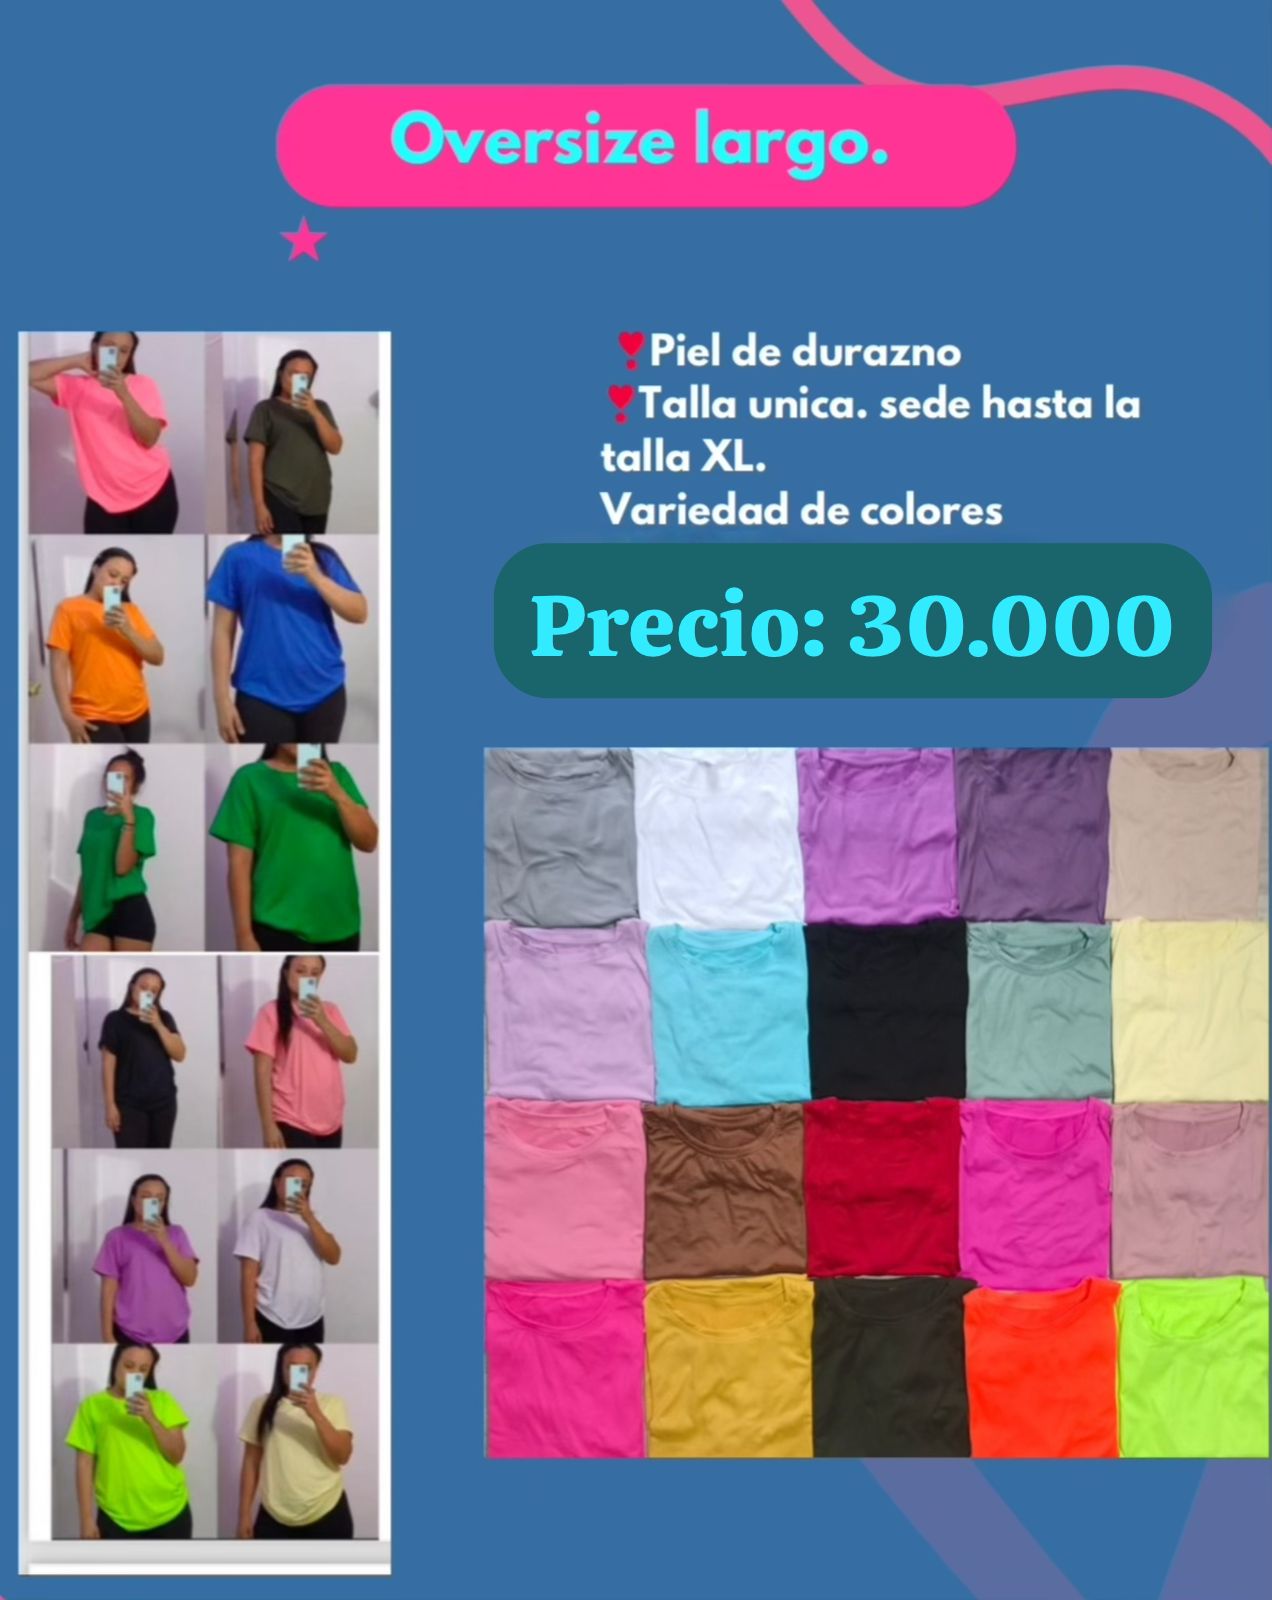 Oversize largo.
❣Piel de durazno
❣Talla unica. sede hasta la
talla XL.
Variedad de colores
Precio: 30.000